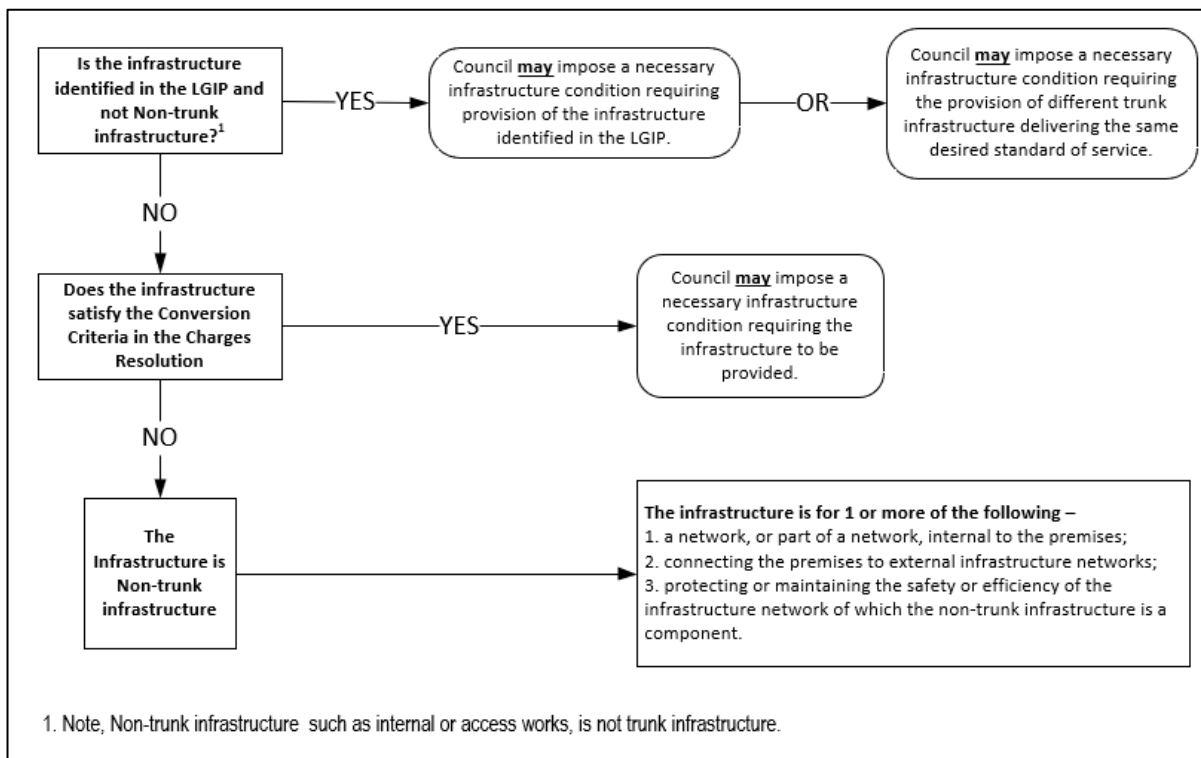 Is the infrastructure
identified in the LGIP and
not Non-trunk
infrastructure?1
YES
Council may impose a necessary
infrastructure condition requiring
provision of the infrastructure
identified in the LGIP.
OR
Council may impose a necessary
infrastructure condition requiring
the provision of different trunk
infrastructure delivering the same
desired standard of service.
NO
Does the infrastructure
satisfy the Conversion
Criteria in the Charges
Resolution
YES
Council may impose a
necessary infrastructure
condition requiring the
infrastructure to be
provided.
NO
The
Infrastructure is
Non-trunk
infrastructure
The infrastructure is for 1 or more of the following –
1. a network, or part of a network, internal to the premises;
2. connecting the premises to external infrastructure networks;
3. protecting or maintaining the safety or efficiency of the
infrastructure network of which the non-trunk infrastructure is a
component.
1. Note, Non-trunk infrastructure such as internal or access works, is not trunk infrastructure.